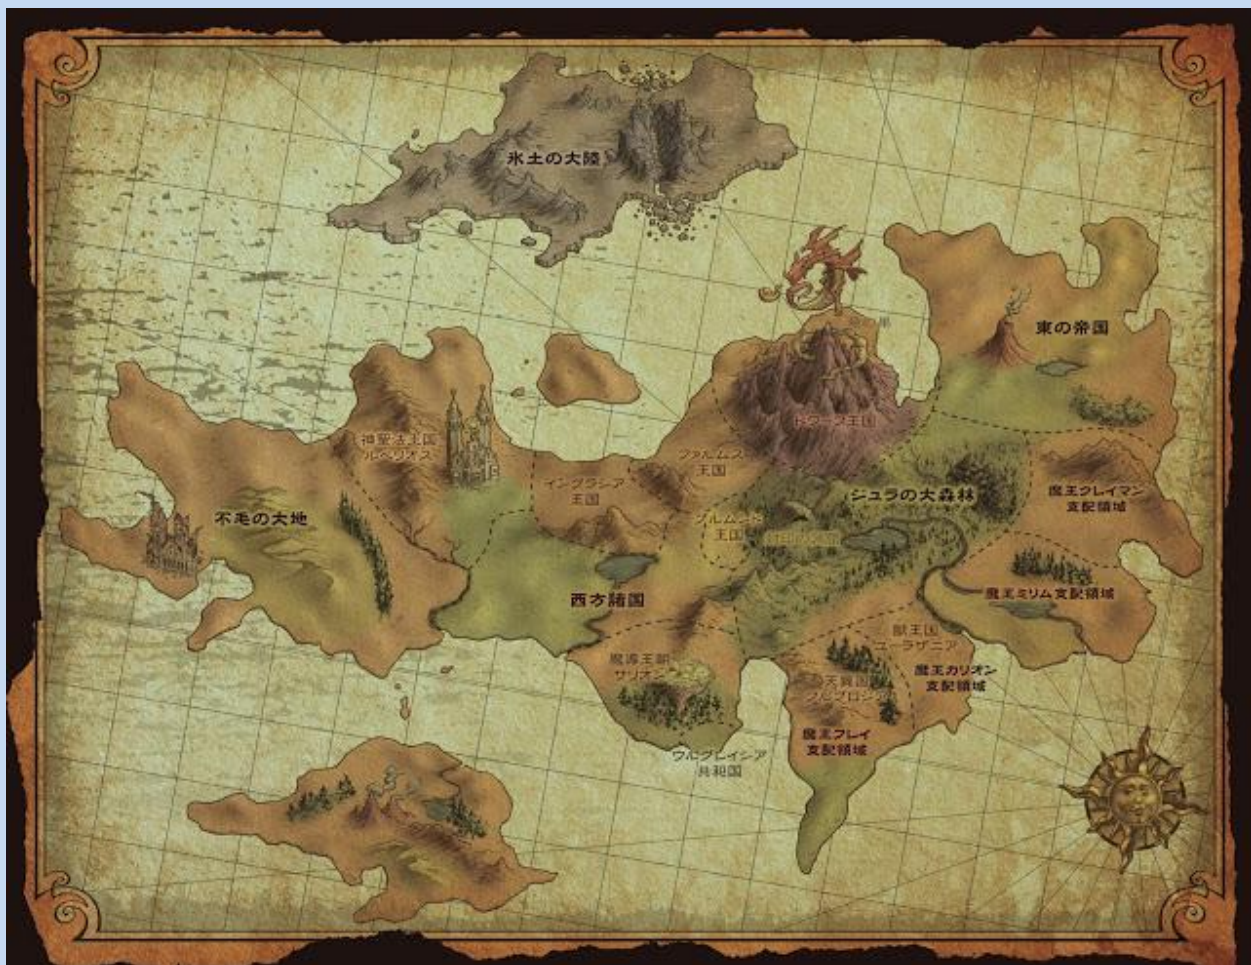 氷土の大陸
東の帝国
ドワーフ王国
神聖法王国
ルベリオス
ファルムス
王国
イングラシア
王国
ジュラの大森林
魔王クレイマン
支配領域
不毛の大地
ブルムンド
王国
西方諸国
魔王ミリム支配領域
獣王国
ユーラザニア
魔導王朝
サリオン
魔王カリオン
支配領域
天翼国
フルブロジア
魔王フレイ
支配領域
ウルグレイシア
共和国